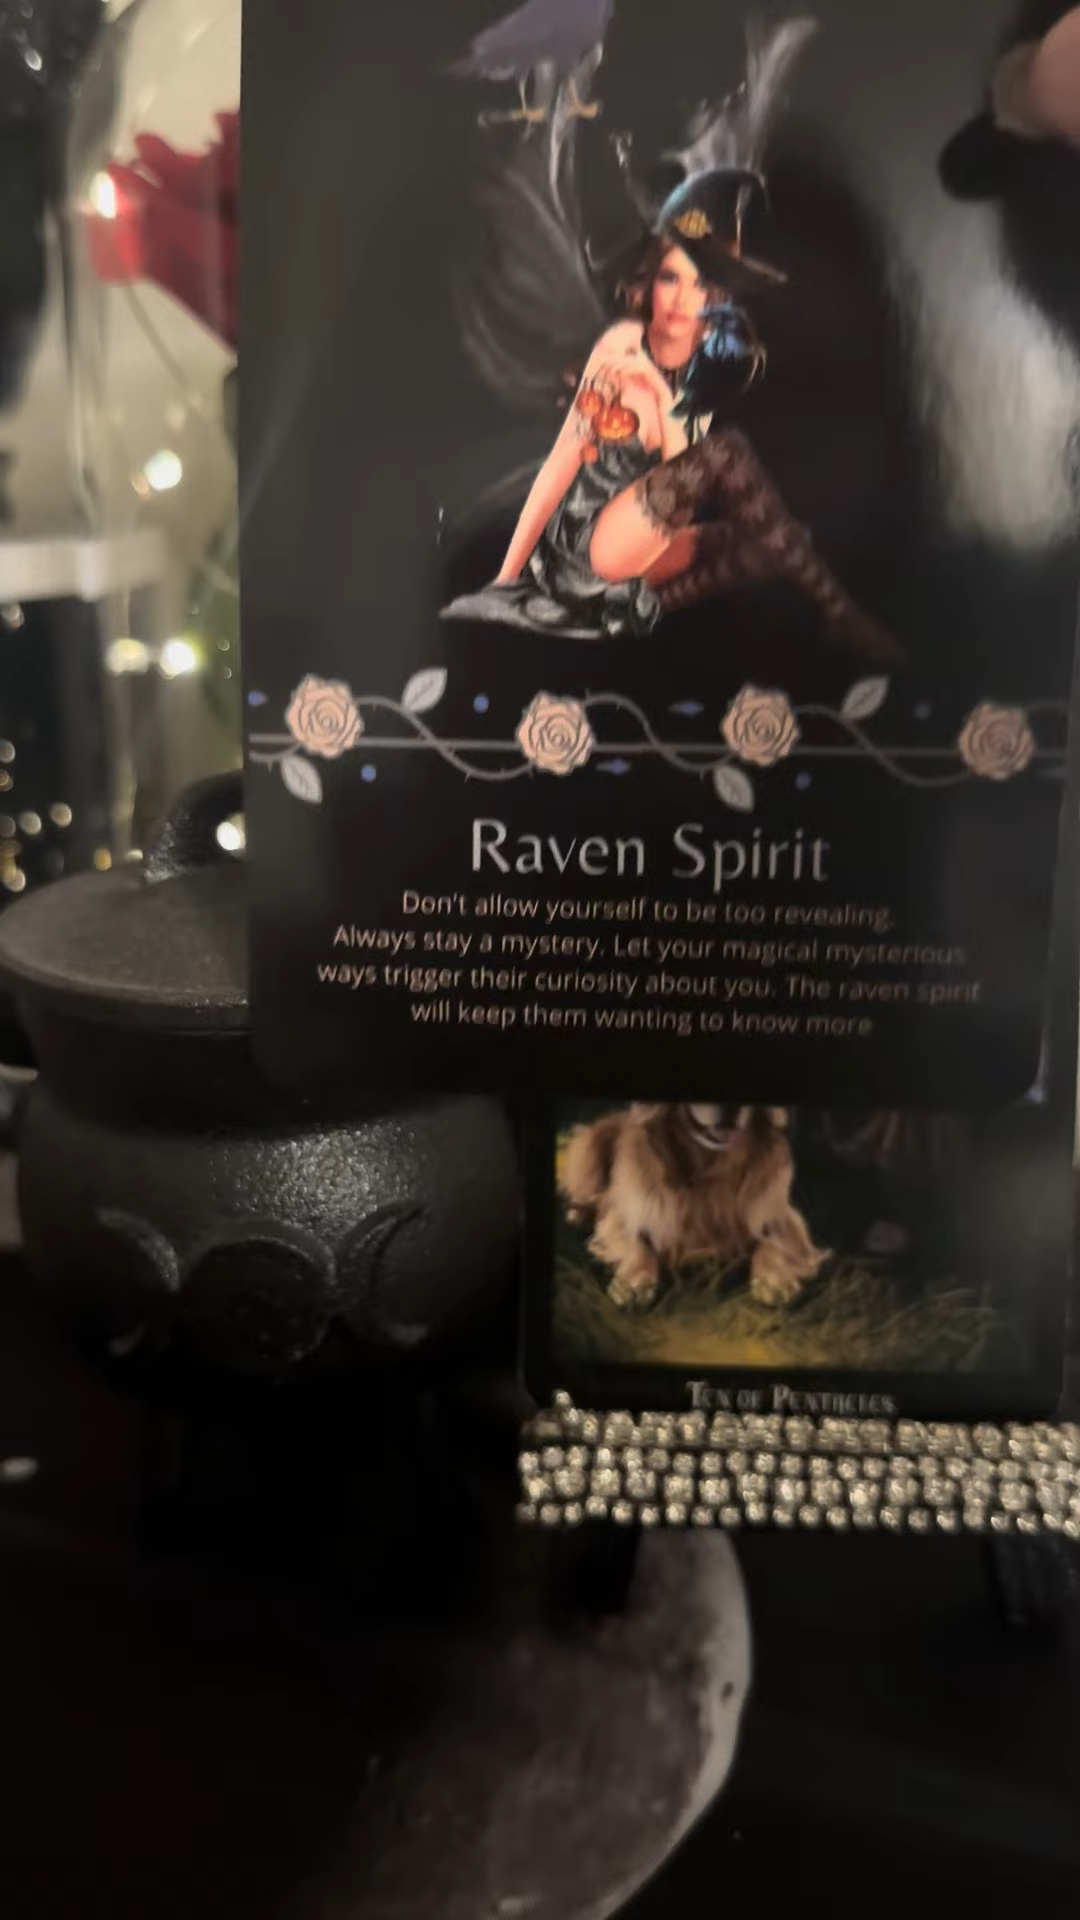 Raven Spirit
Don't allow yourself to be too revealing.
Always stay a mystery, Let your magical mysterious
ways trigger their curiosity about you. The raven spirit
will keep them wanting to know more
Ten of Pentacles